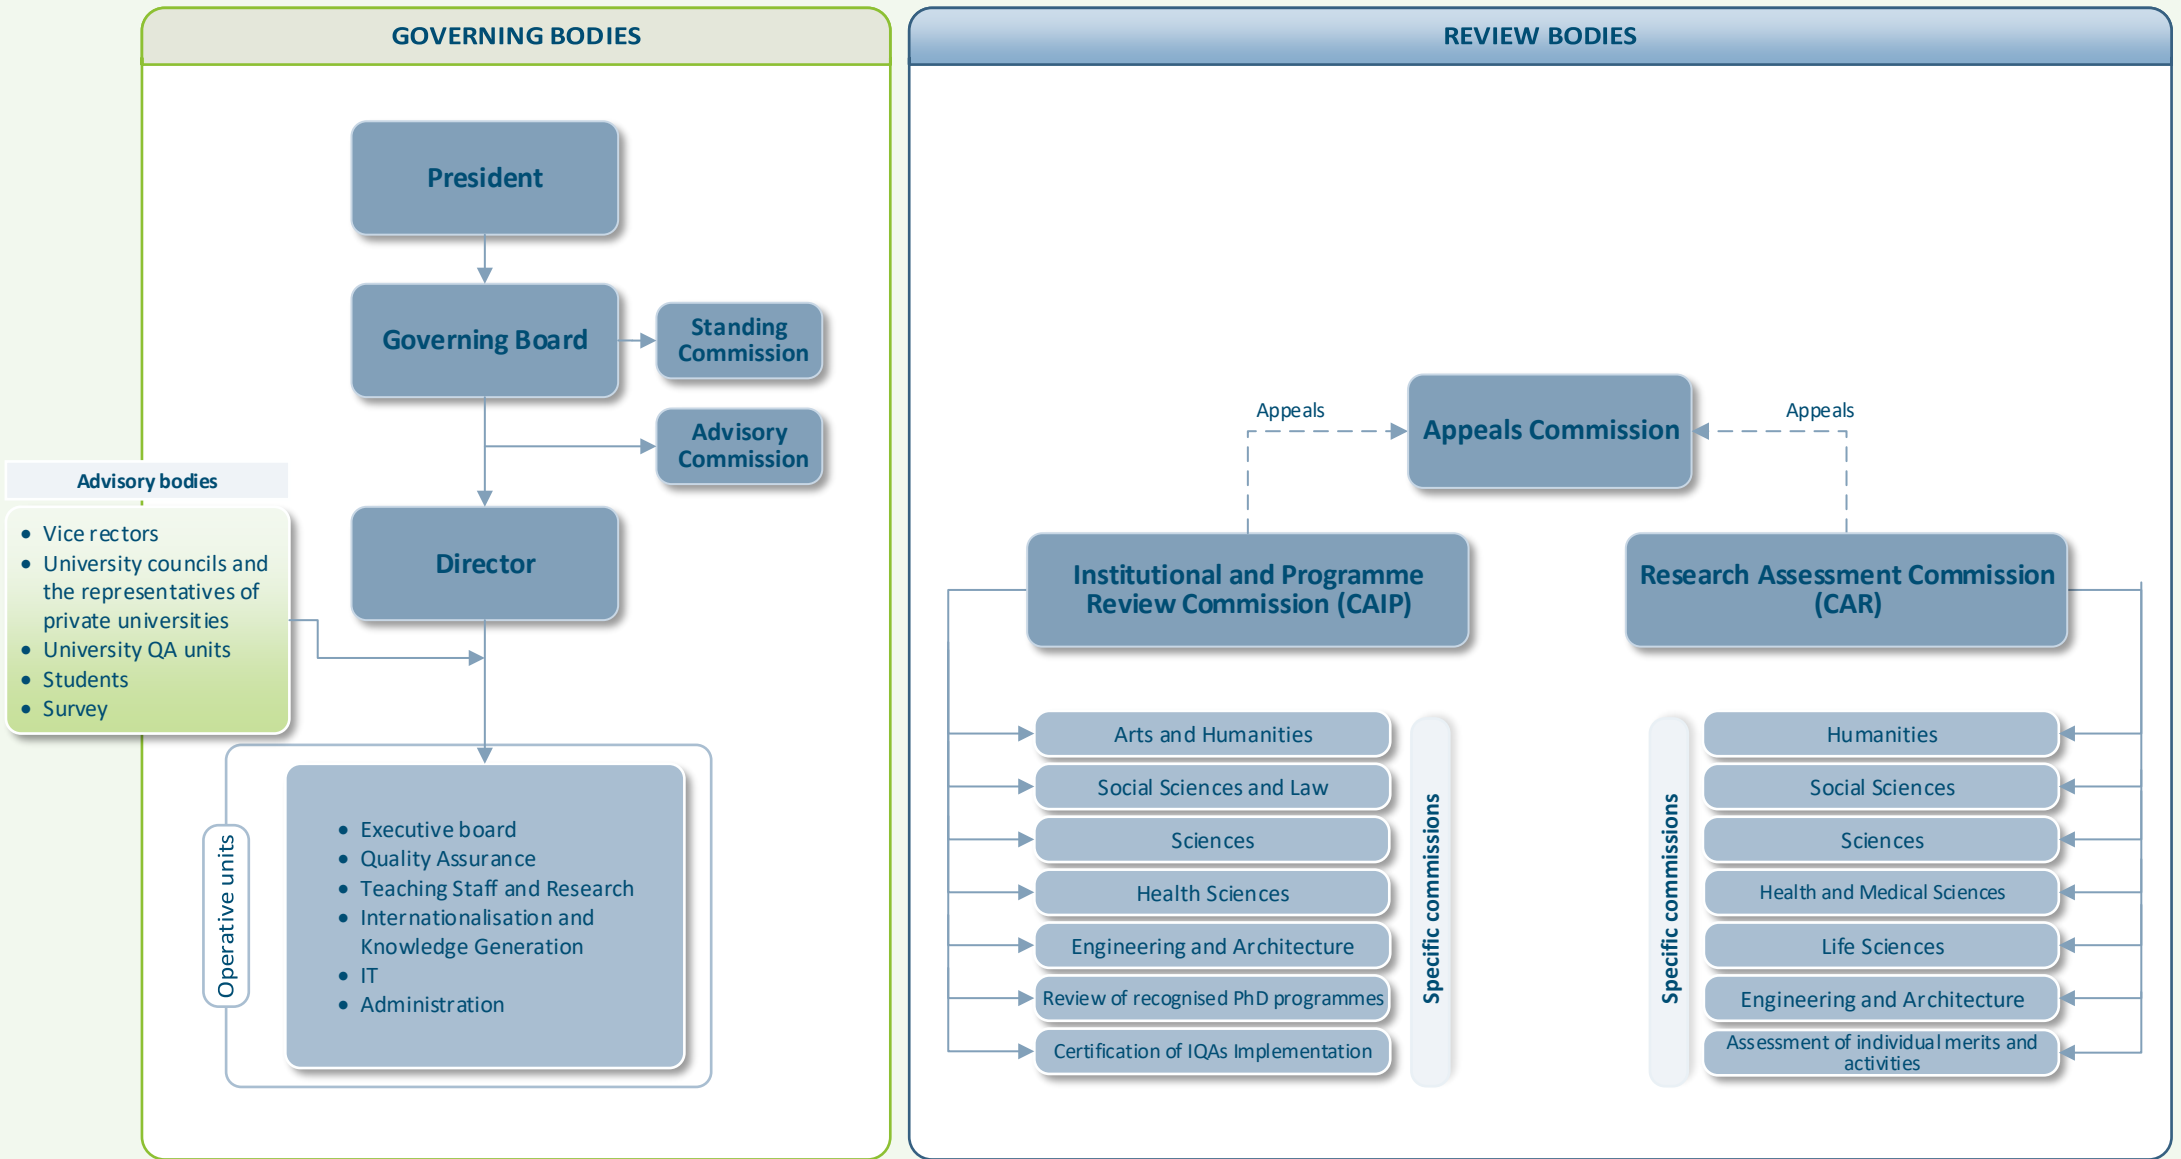 GOVERNING BODIES
President
Governing Board
Standing
Commission
Advisory
Commission
Director
Advisory bodies
• Vice rectors
• University councils and
the representatives of
private universities
• University QA units
• Students
• Survey
Operative units
• Executive board
• Quality Assurance
• Teaching Staff and Research
• Internationalisation and
Knowledge Generation
• IT
• Administration
REVIEW BODIES
Appeals
Appeals Commission
Appeals
Institutional and Programme
Review Commission (CAIP)
Arts and Humanities
Social Sciences and Law
Sciences
Health Sciences
Engineering and Architecture
Review of recognised PhD programmes
Certification of IQAs Implementation
Specific commissions
Research Assessment Commission
(CAR)
Specific commissions
Humanities
Social Sciences
Sciences
Health and Medical Sciences
Life Sciences
Engineering and Architecture
Assessment of individual merits and
activities